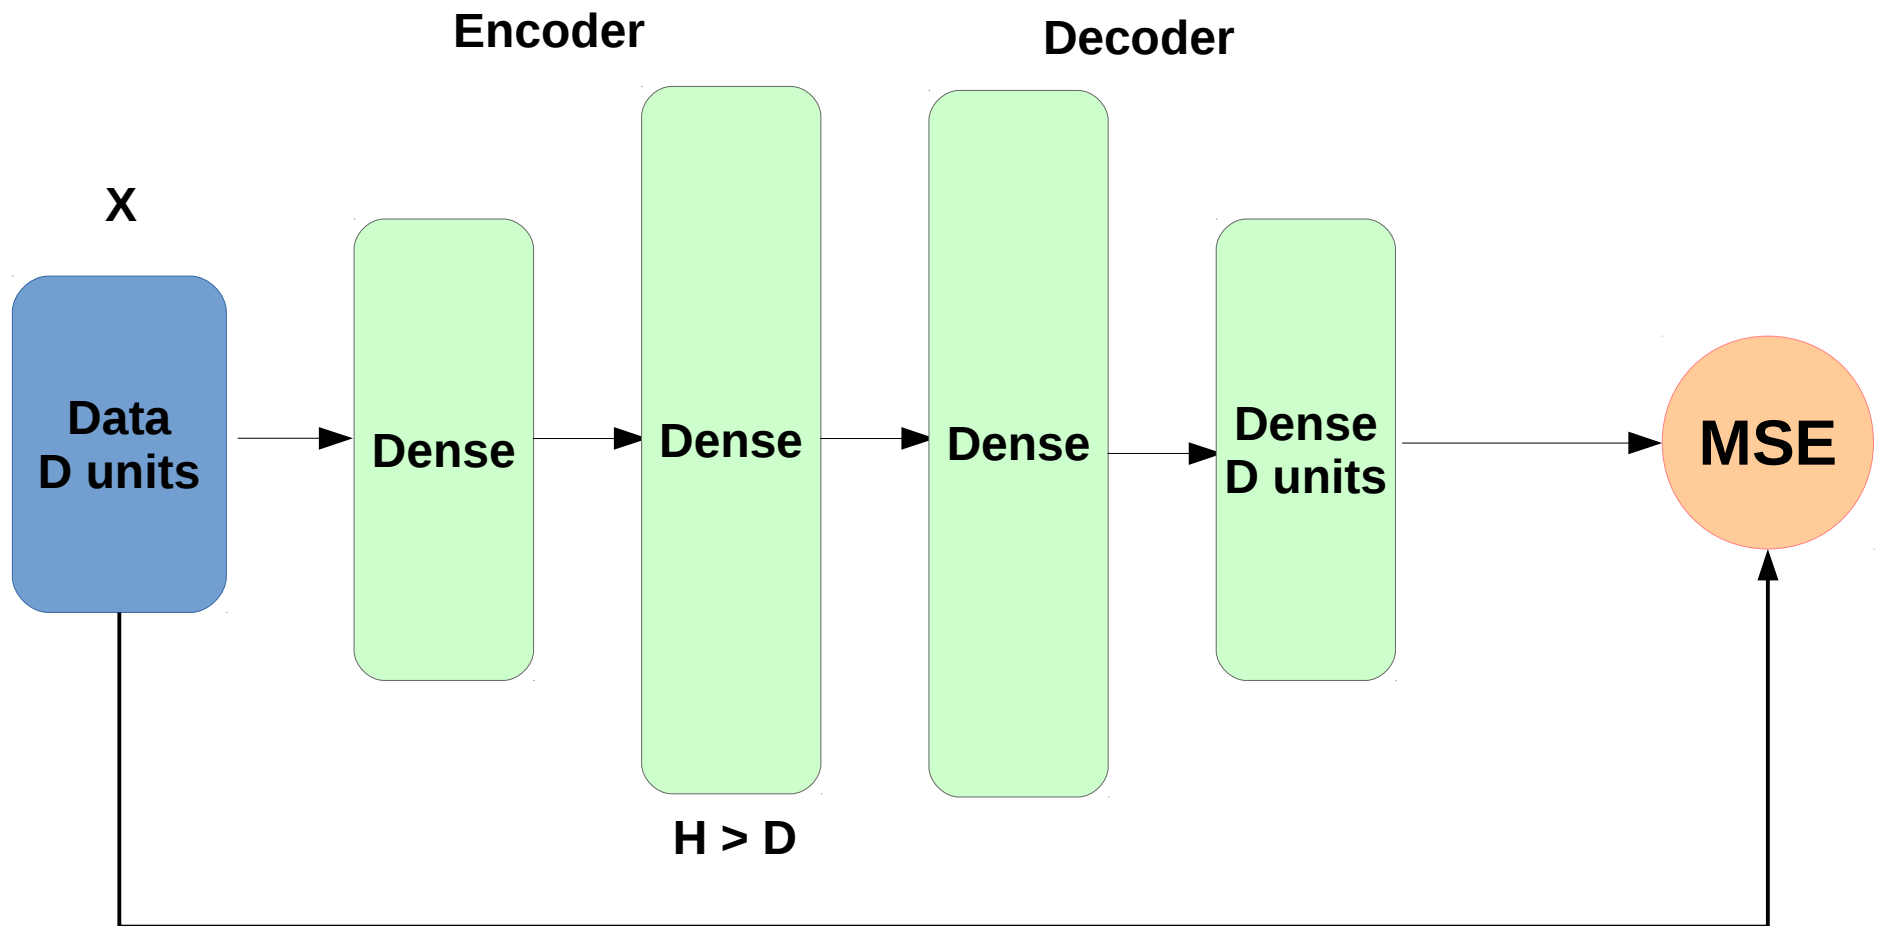 Encoder
Decoder
X
Data
D units
Dense
Dense
Dense
Dense
D units
MSE
H > D